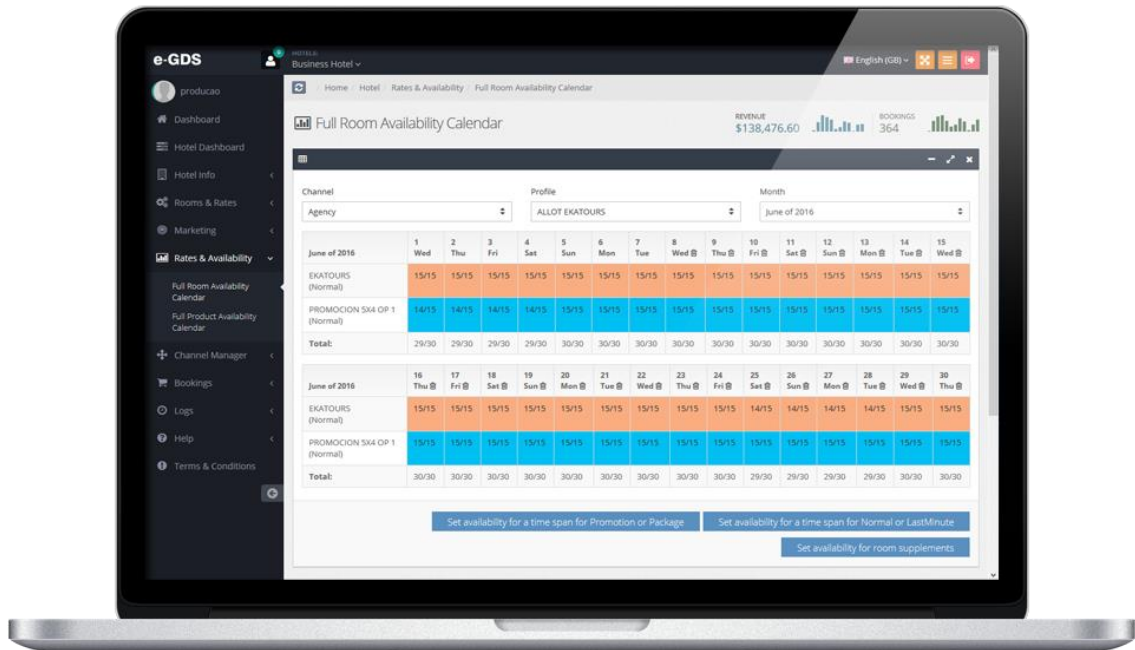 e-GDS
HOTELS:
Business Hotel
English (GB)
producao
Home / Hotel / Rates & Availability / Full Room Availability Calendar
Dashboard
Hotel Dashboard
Hotel Info
Rooms & Rates
Marketing
Rates & Availability
Full Room Availability
Calendar
Full Product Availability
Calendar
Channel Manager
Bookings
Logs
Help
Terms & Conditions
Full Room Availability Calendar
REVENUE
$138,476.60
BOOKINGS
364
Channel Profile Month
Agency ALLOT EKATOURS June of 2016
1 2 3 4 5 6 7 8 9 10 11 12 13 14 15
June of 2016 Wed Thu Fri Sat Sun Mon Tue Wed Thu Fri Sat Sun Mon Tue Wed
EKATOURS 15/15 15/15 15/15 15/15 15/15 15/15 15/15 15/15 15/15 15/15 15/15 15/15 15/15 15/15 15/15
(Normal)
PROMOCION 5X4 OP 1 14/15 14/15 14/15 14/15 15/15 15/15 15/15 15/15 15/15 15/15 15/15 15/15 15/15 15/15 15/15
(Normal)
Total: 29/30 29/30 29/30 29/30 30/30 30/30 30/30 30/30 30/30 30/30 30/30 30/30 30/30 30/30 30/30
16 17 18 19 20 21 22 23 24 25 26 27 28 29 30
June of 2016 Thu Fri Sat Sun Mon Tue Wed Thu Fri Sat Sun Mon Tue Wed Thu
EKATOURS 15/15 15/15 15/15 15/15 15/15 15/15 15/15 15/15 15/15 14/15 14/15 14/15 14/15 15/15 15/15
(Normal)
PROMOCION 5X4 OP 1 15/15 15/15 15/15 15/15 15/15 15/15 15/15 15/15 15/15 15/15 15/15 15/15 15/15 15/15 15/15
(Normal)
Total: 30/30 30/30 30/30 30/30 30/30 30/30 30/30 30/30 30/30 29/30 29/30 29/30 29/30 30/30 30/30
Set availability for a time span for Promotion or Package
Set availability for a time span for Normal or LastMinute
Set availability for room supplements